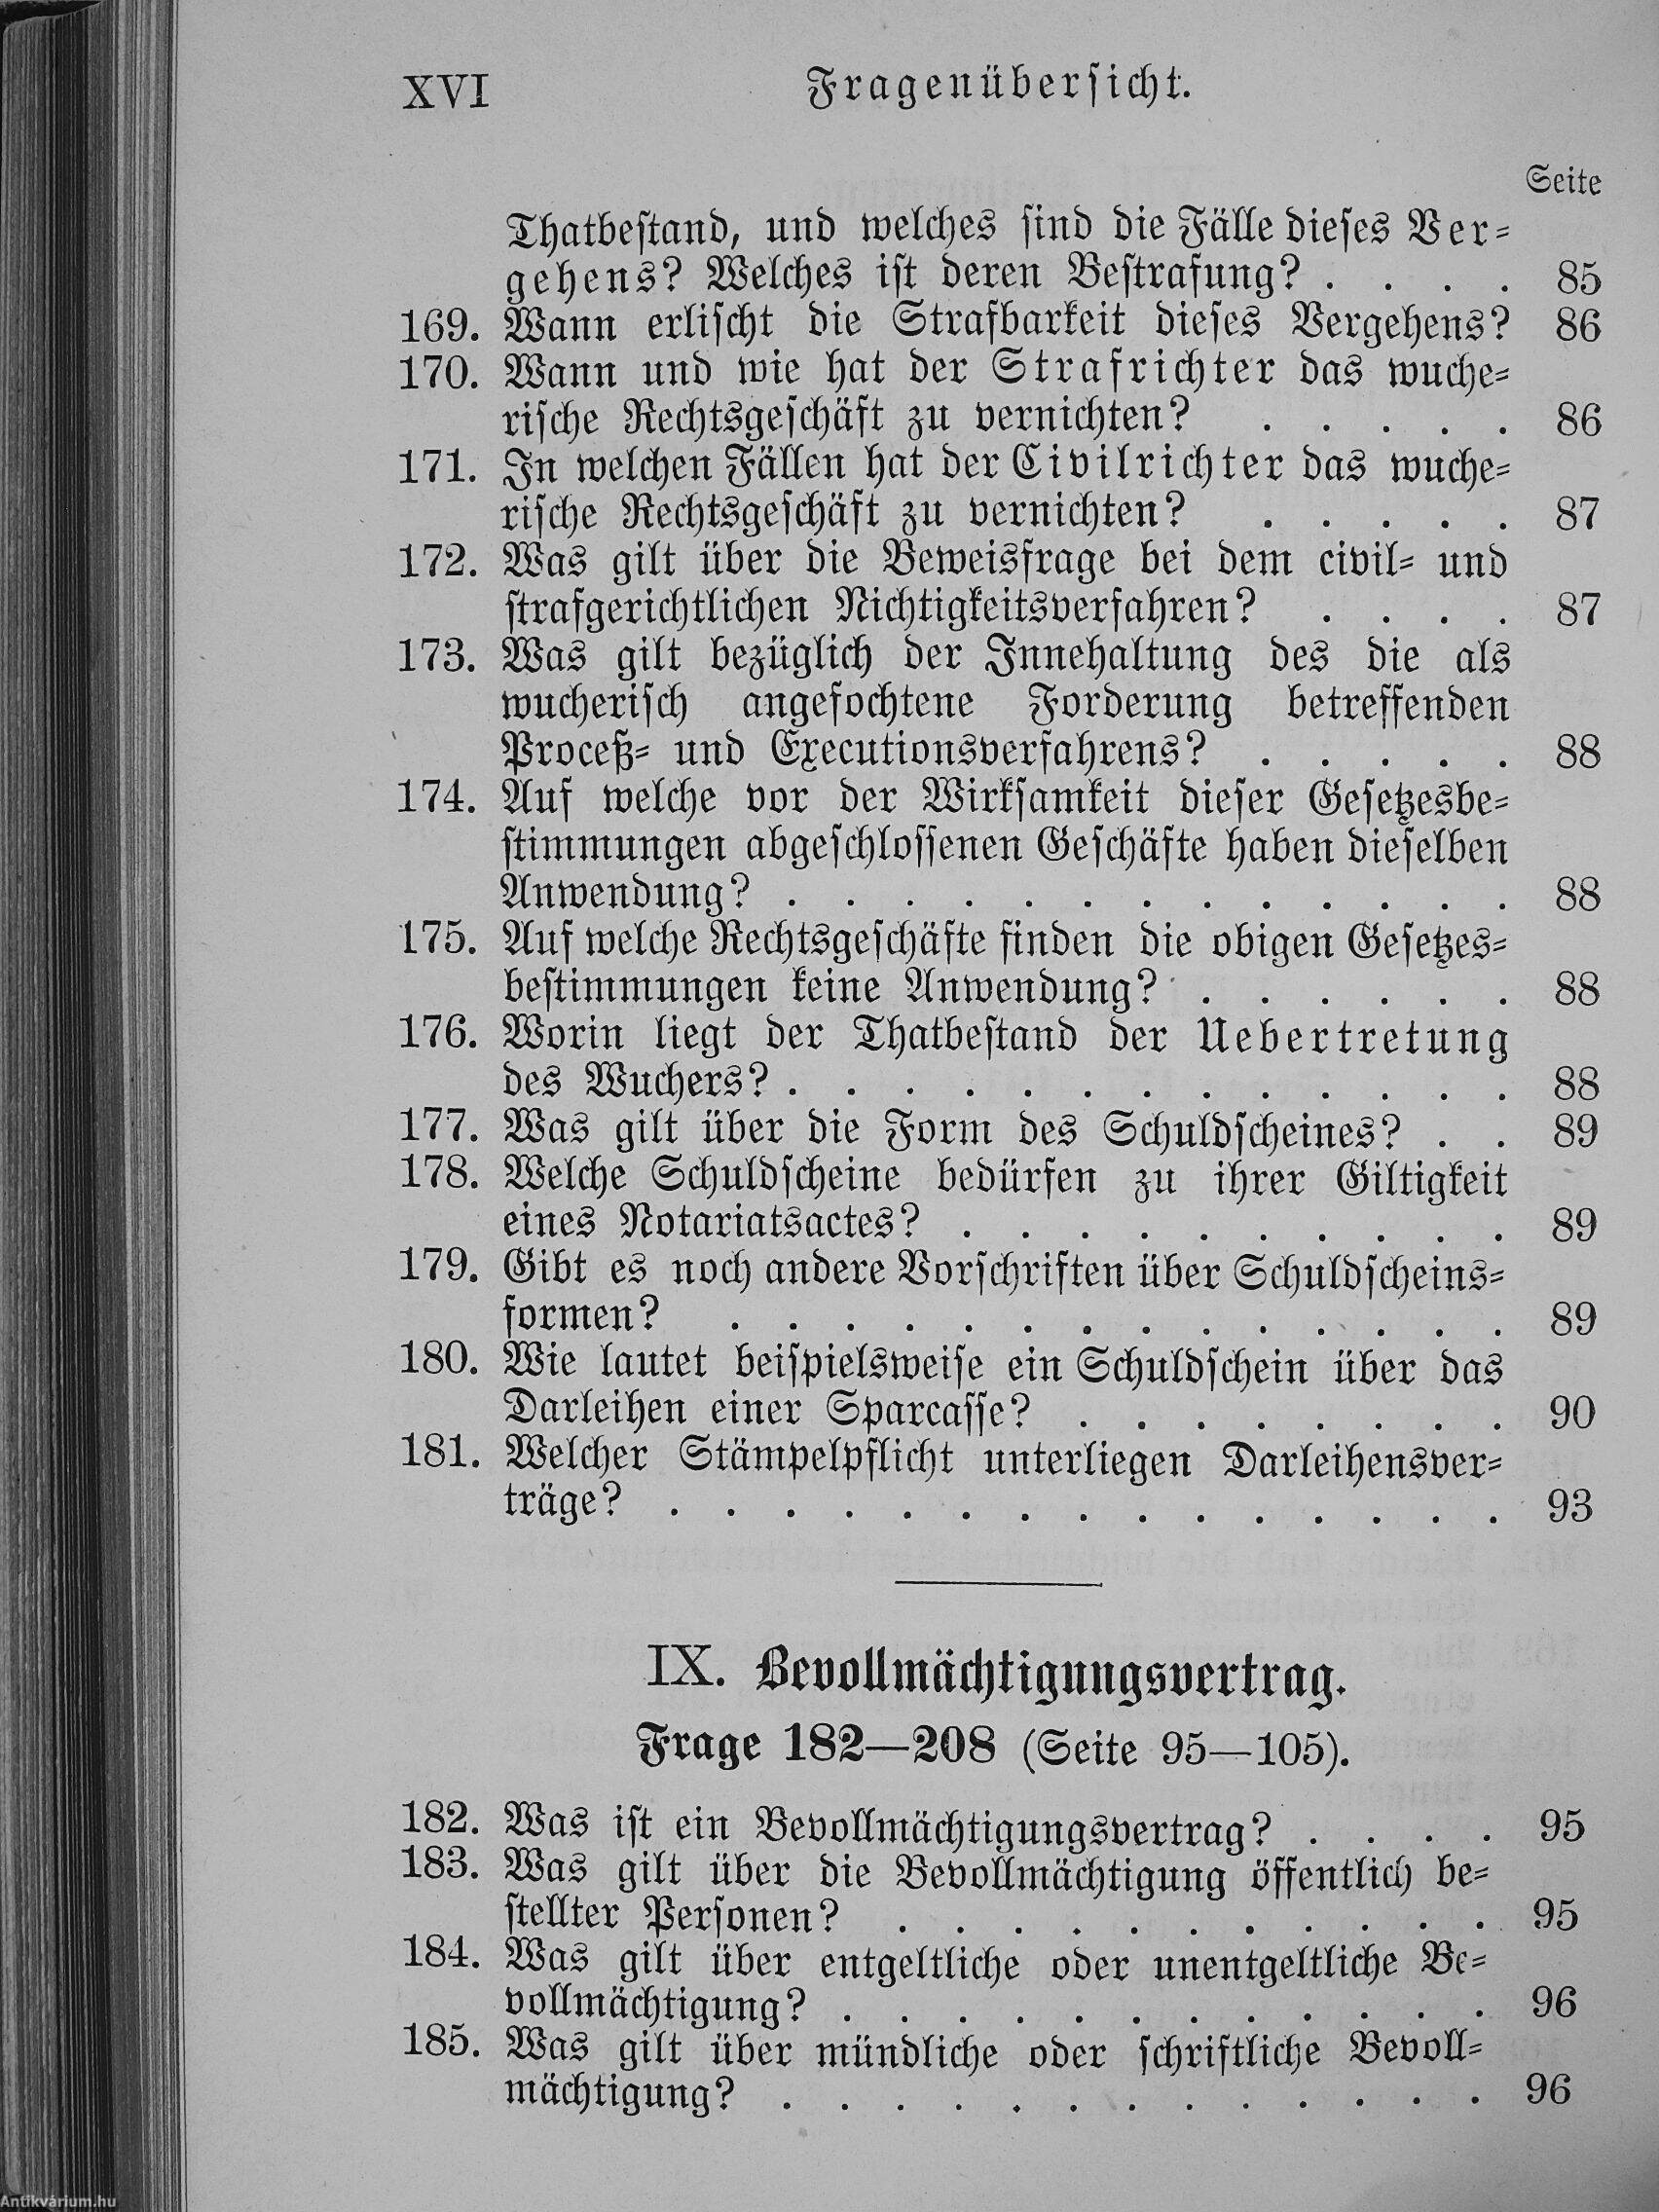 XVI Fragenübersicht.
Seite
Thatbestand, und welches sind die Fälle dieses Ver-
gehens? Welches ist deren Bestrafung? . . . . 85
169. Wann erlischt die Strafbarkeit dieses Vergehens? 86
170. Wann und wie hat der Strafrichter das wuche-
rische Rechtsgeschäft zu vernichten? . . . . . 86
171. In welchen Fällen hat der Civilrichter das wuche-
rische Rechtsgeschäft zu vernichten? . . . . . 87
172. Was gilt über die Beweisfrage bei dem civil- und
strafgerichtlichen Nichtigkeitsverfahren? . . . . 87
173. Was gilt bezüglich der Innehaltung des die als
wucherisch angefochtene Forderung betreffenden
Proceß- und Executionsverfahrens? . . . . . 88
174. Auf welche vor der Wirksamkeit dieser Gesetzesbe-
stimmungen abgeschlossenen Geschäfte haben dieselben
Anwendung? . . . . . . . . . . . . . 88
175. Auf welche Rechtsgeschäfte finden die obigen Gesetzes-
bestimmungen keine Anwendung? . . . . . . 88
176. Worin liegt der Thatbestand der Uebertretung
des Wuchers? . . . . . . . . . . . . . 88
177. Was gilt über die Form des Schuldscheines? . . 89
178. Welche Schuldscheine bedürfen zu ihrer Giltigkeit
eines Notariatsactes? . . . . . . . . . . 89
179. Gibt es noch andere Vorschriften über Schuldscheins-
formen? . . . . . . . . . . . . . . 89
180. Wie lautet beispielsweise ein Schuldschein über das
Darleihen einer Sparcasse? . . . . . . . . 90
181. Welcher Stämpelpflicht unterliegen Darleihensver-
träge? . . . . . . . . . . . . . . . 93
IX. Bevollmächtigungsvertrag.
Frage 182—208 (Seite 95—105).
182. Was ist ein Bevollmächtigungsvertrag? . . . . 95
183. Was gilt über die Bevollmächtigung öffentlich be-
stellter Personen? . . . . . . . . . . . 95
184. Was gilt über entgeltliche oder unentgeltliche Be-
vollmächtigung? . . . . . . . . . . . . 96
185. Was gilt über mündliche oder schriftliche Bevoll-
mächtigung? . . . . . . . . . . . . . 96
Antikvárium.hu